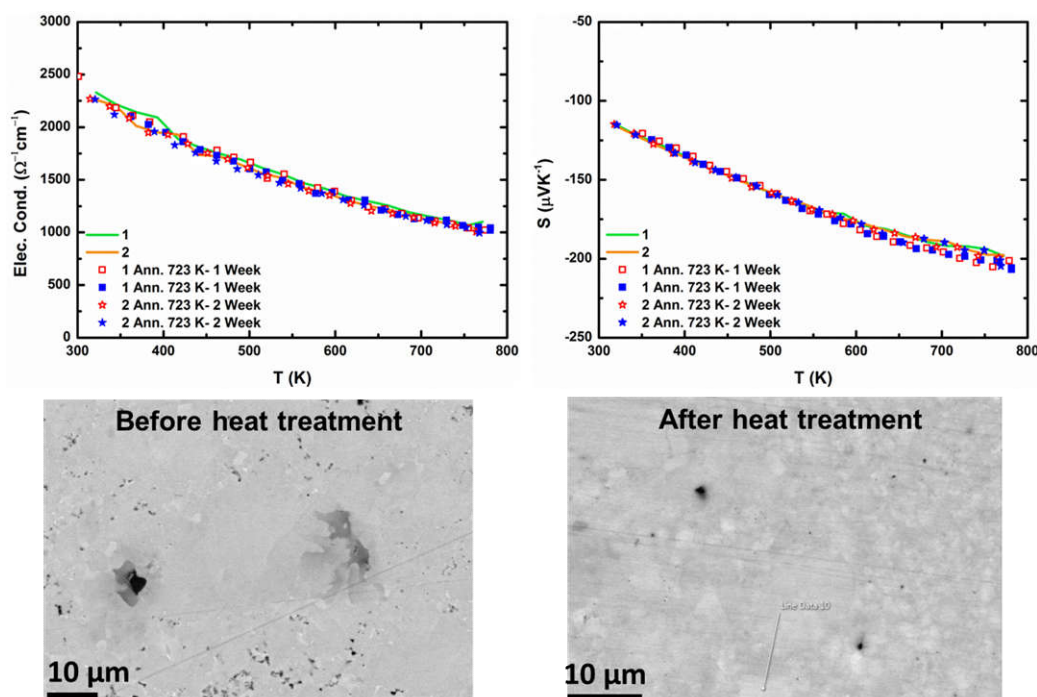 3000
2500
2000
1500
1000
500
0
Elec. Cond. (Ω⁻¹cm⁻¹)
1
2
1 Ann. 723 K- 1 Week
1 Ann. 723 K- 1 Week
2 Ann. 723 K- 2 Week
2 Ann. 723 K- 2 Week
300 400 500 600 700 800
T (K)
-50
-100
-150
-200
-250
S (μVK⁻¹)
1
2
1 Ann. 723 K- 1 Week
1 Ann. 723 K- 1 Week
2 Ann. 723 K- 2 Week
2 Ann. 723 K- 2 Week
300 400 500 600 700 800
T (K)
Before heat treatment
10 μm
After heat treatment
Line Data 10
10 μm